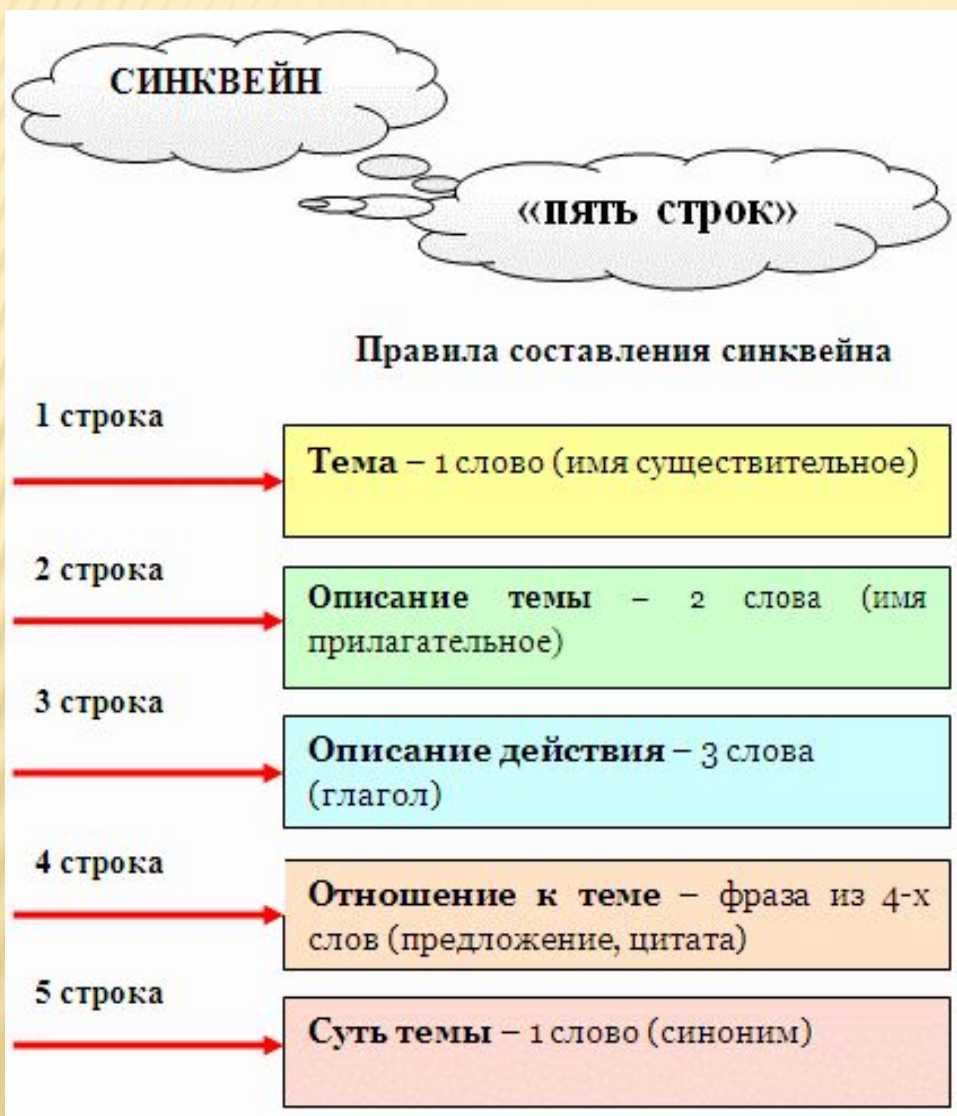 СИНКВЕЙН
«пять строк»
Правила составления синквейна
1 строка
Тема – 1 слово (имя существительное)
2 строка
Описание темы – 2 слова (имя
прилагательное)
3 строка
Описание действия – 3 слова
(глагол)
4 строка
Отношение к теме – фраза из 4-х
слов (предложение, цитата)
5 строка
Суть темы – 1 слово (синоним)